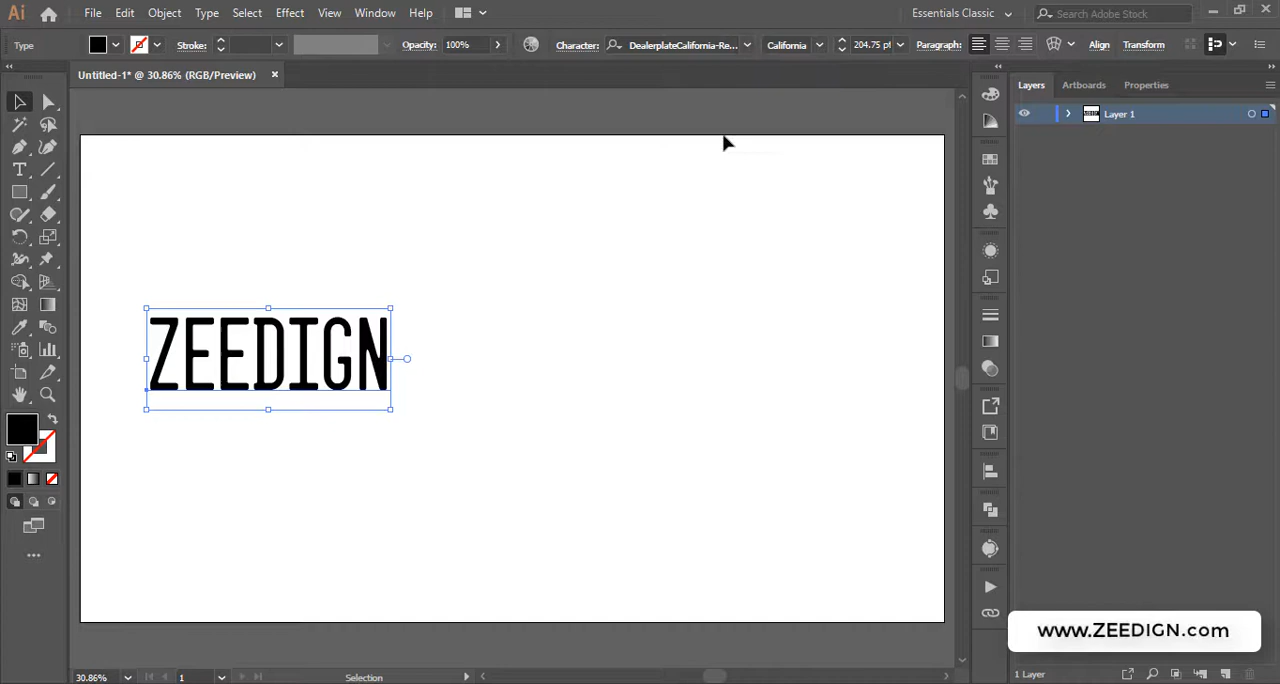 Ai File Edit Object Type Select Effect View Window Help Essentials Classic Search Adobe Stock
Type Stroke: Opacity: 100% Character: DealerplateCalifornia-Re... California 204.75 pt Paragraph: Align Transform
Untitled-1* @ 30.86% (RGB/Preview)
Layers Artboards Properties
Layer 1
ZEEDIGN
www.ZEEDIGN.com
30.86% 1 Selection 1 Layer